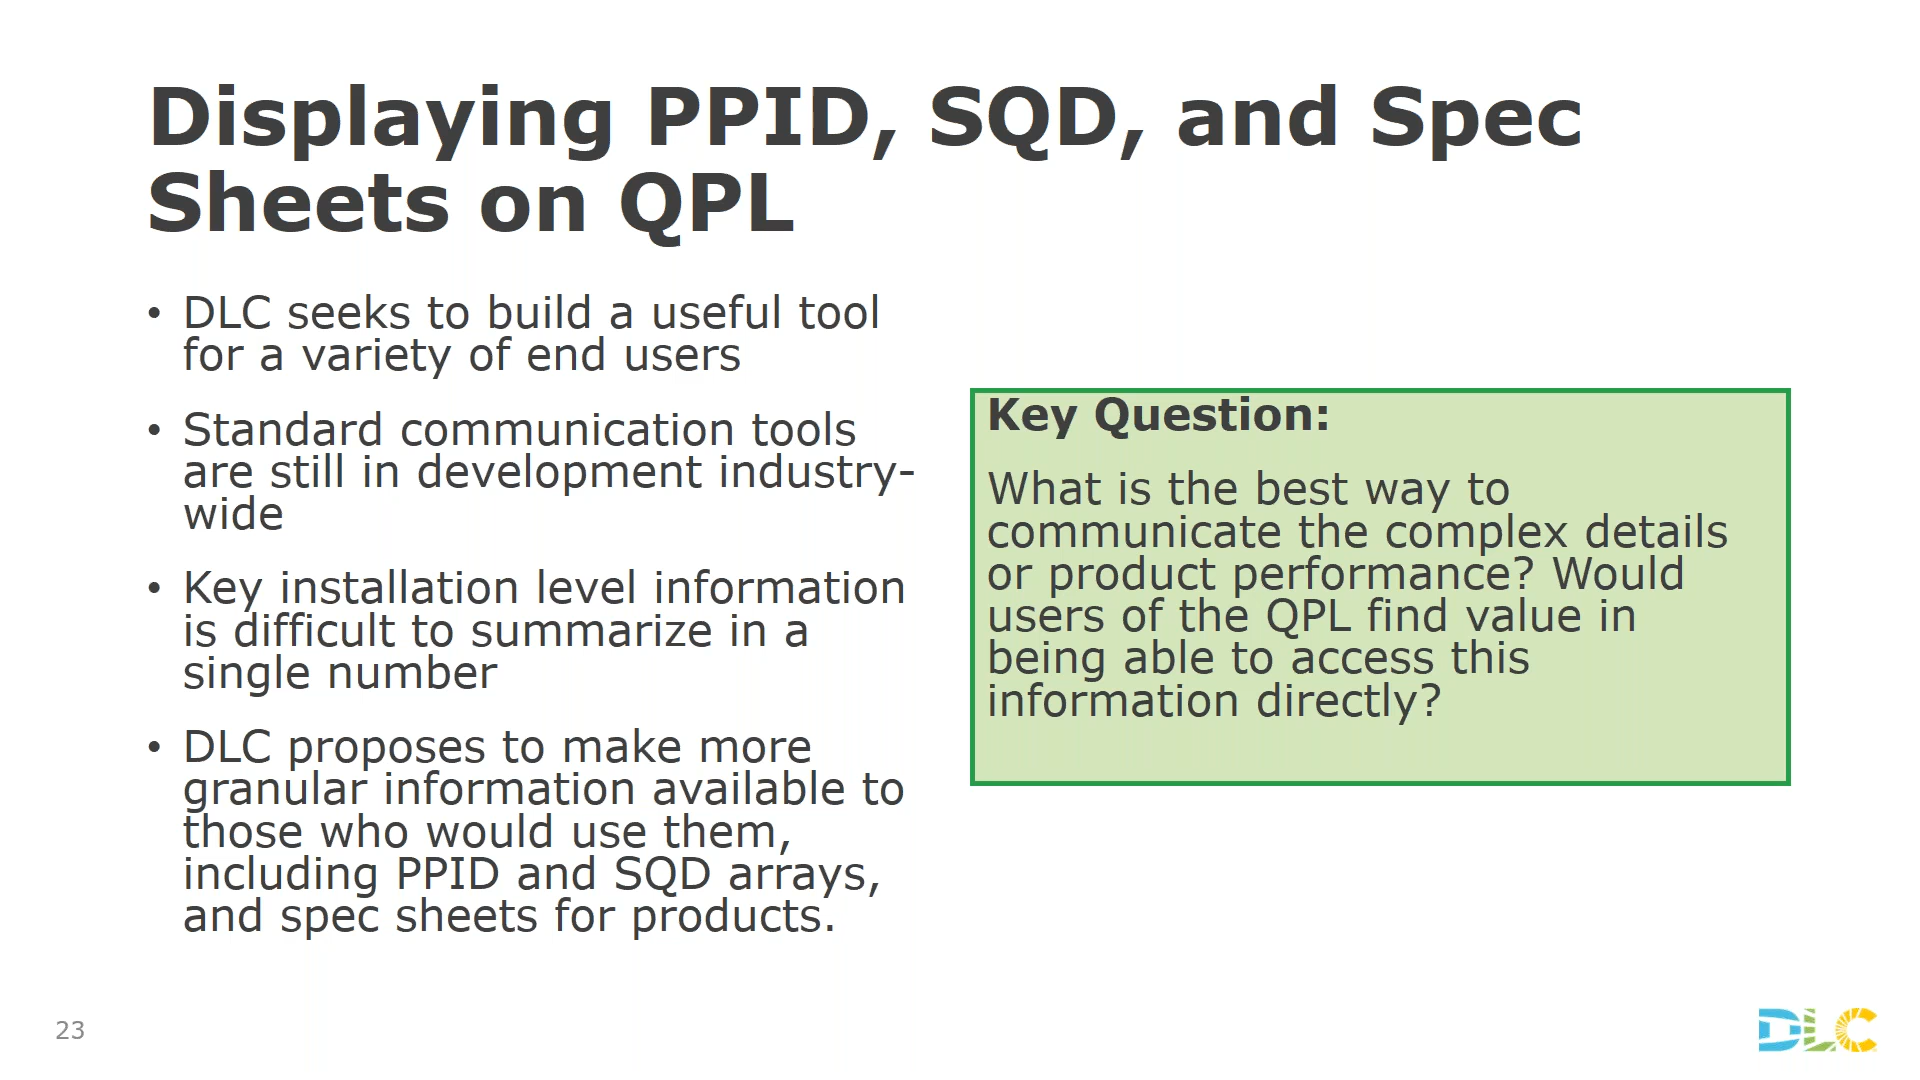 Displaying PPID, SQD, and Spec
Sheets on QPL
• DLC seeks to build a useful tool
for a variety of end users
• Standard communication tools
are still in development industry-
wide
• Key installation level information
is difficult to summarize in a
single number
• DLC proposes to make more
granular information available to
those who would use them,
including PPID and SQD arrays,
and spec sheets for products.
Key Question:
What is the best way to
communicate the complex details
or product performance? Would
users of the QPL find value in
being able to access this
information directly?
23
DLC